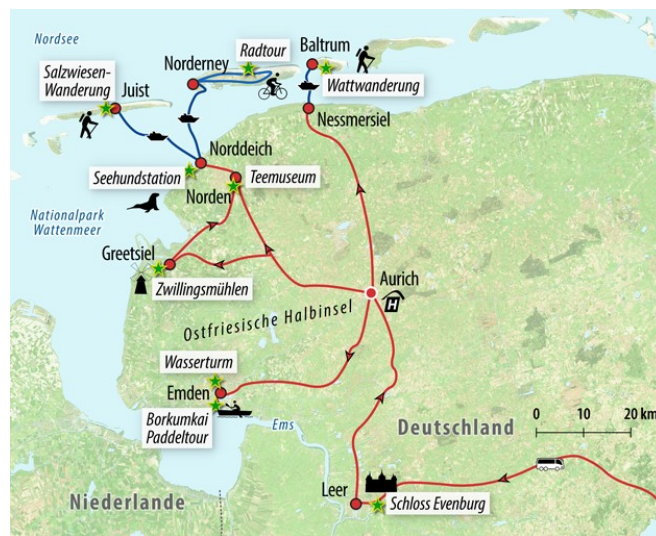 Nordsee
Radtour
Baltrum
Norderney
Salzwiesen-
Wanderung
Juist
Wattwanderung
Nessmersiel
Norddeich
Seehundstation
Teemuseum
Norden
Nationalpark
Wattenmeer
Greetsiel
Zwillingsmühlen
Aurich
H
Ostfriesische Halbinsel
Wasserturm
Emden
Borkumkai
Paddeltour
Ems
0 10 20 km
Deutschland
Leer
Schloss Evenburg
Niederlande